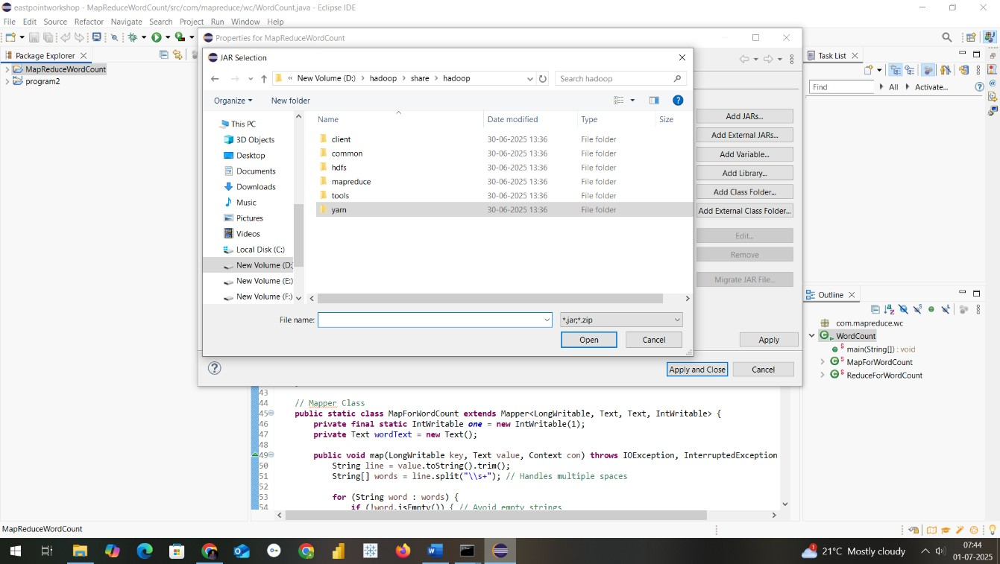 eastpointworkshop - MapReduceWordCount/src/com/mapreduce/wc/WordCount.java - Eclipse IDE
File Edit Source Refactor Navigate Search Project Run Window Help
Package Explorer
MapReduceWordCount
program2
Properties for MapReduceWordCount
JAR Selection
« New Volume (D:) > hadoop > share > hadoop
Search hadoop
Organize New folder
This PC
3D Objects
Desktop
Documents
Downloads
Music
Pictures
Videos
Local Disk (C:)
New Volume (D:
New Volume (E:)
New Volume (F:)
Name Date modified Type Size
client 30-06-2025 13:36 File folder
common 30-06-2025 13:36 File folder
hdfs 30-06-2025 13:36 File folder
mapreduce 30-06-2025 13:36 File folder
tools 30-06-2025 13:36 File folder
yarn 30-06-2025 13:36 File folder
File name: *.jar;*.zip
Open Cancel
Add JARs...
Add External JARs...
Add Variable...
Add Library...
Add Class Folder...
Add External Class Folder...
Edit...
Remove
Migrate JAR File...
Apply
Apply and Close Cancel
Task List
Find All Activate...
Outline
com.mapreduce.wc
WordCount
main(String[]) : void
MapForWordCount
ReduceForWordCount
43
44 // Mapper Class
45 public static class MapForWordCount extends Mapper<LongWritable, Text, Text, IntWritable> {
46 private final static IntWritable one = new IntWritable(1);
47 private Text wordText = new Text();
48
49 public void map(LongWritable key, Text value, Context con) throws IOException, InterruptedException
50 String line = value.toString().trim();
51 String[] words = line.split("\\s+"); // Handles multiple spaces
52
53 for (String word : words) {
54 if (!word.isEmpty()) { // Avoid empty strings
MapReduceWordCount
21°C Mostly cloudy
07:44
01-07-2025